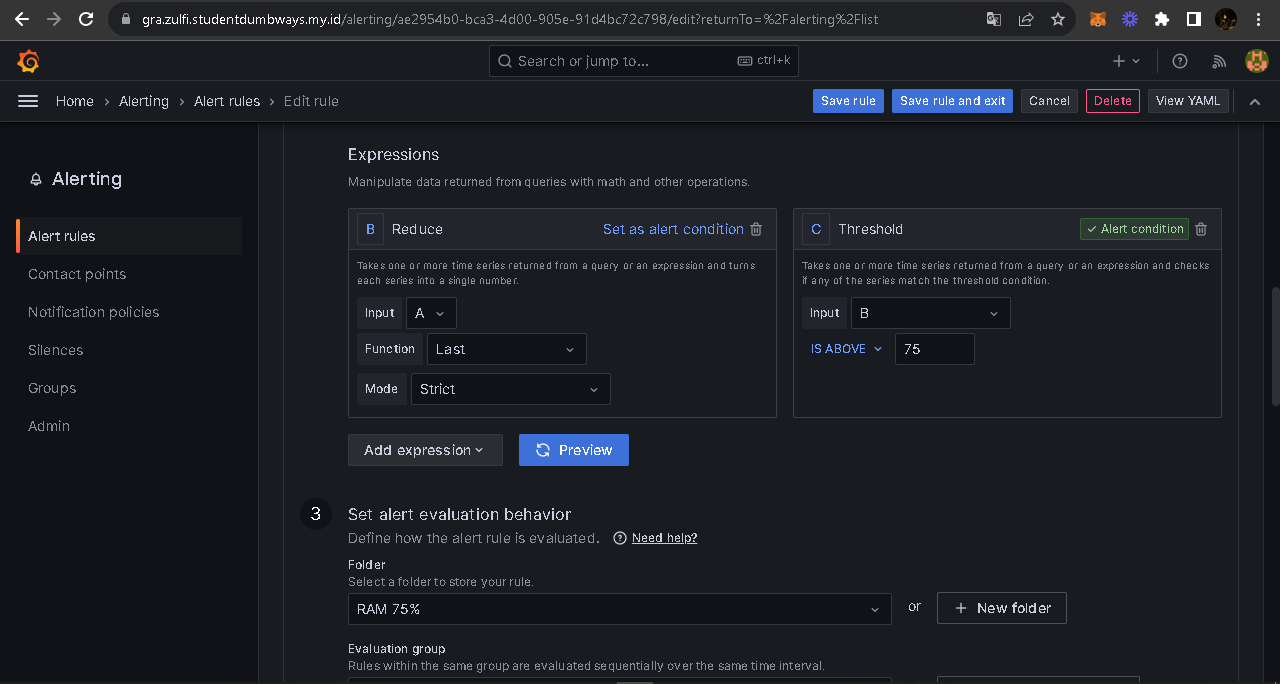 gra.zulfi.studentdumbways.my.id/alerting/ae2954b0-bca3-4d00-905e-91d4bc72c798/edit?returnTo=%2Falerting%2Flist
Search or jump to... ctrl+k
Home › Alerting › Alert rules › Edit rule Save rule Save rule and exit Cancel Delete View YAML
Alerting
Alert rules
Contact points
Notification policies
Silences
Groups
Admin
Expressions
Manipulate data returned from queries with math and other operations.
B Reduce Set as alert condition
Takes one or more time series returned from a query or an expression and turns
each series into a single number.
Input A
Function Last
Mode Strict
C Threshold Alert condition
Takes one or more time series returned from a query or an expression and checks
if any of the series match the threshold condition.
Input B
IS ABOVE 75
Add expression Preview
3 Set alert evaluation behavior
Define how the alert rule is evaluated. Need help?
Folder
Select a folder to store your rule.
RAM 75% or + New folder
Evaluation group
Rules within the same group are evaluated sequentially over the same time interval.